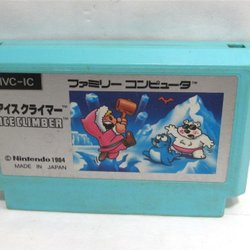 HVC-IC
ファミリー コンピュータ
アイスクライマー
ICE CLIMBER
© Nintendo 1984
MADE IN JAPAN